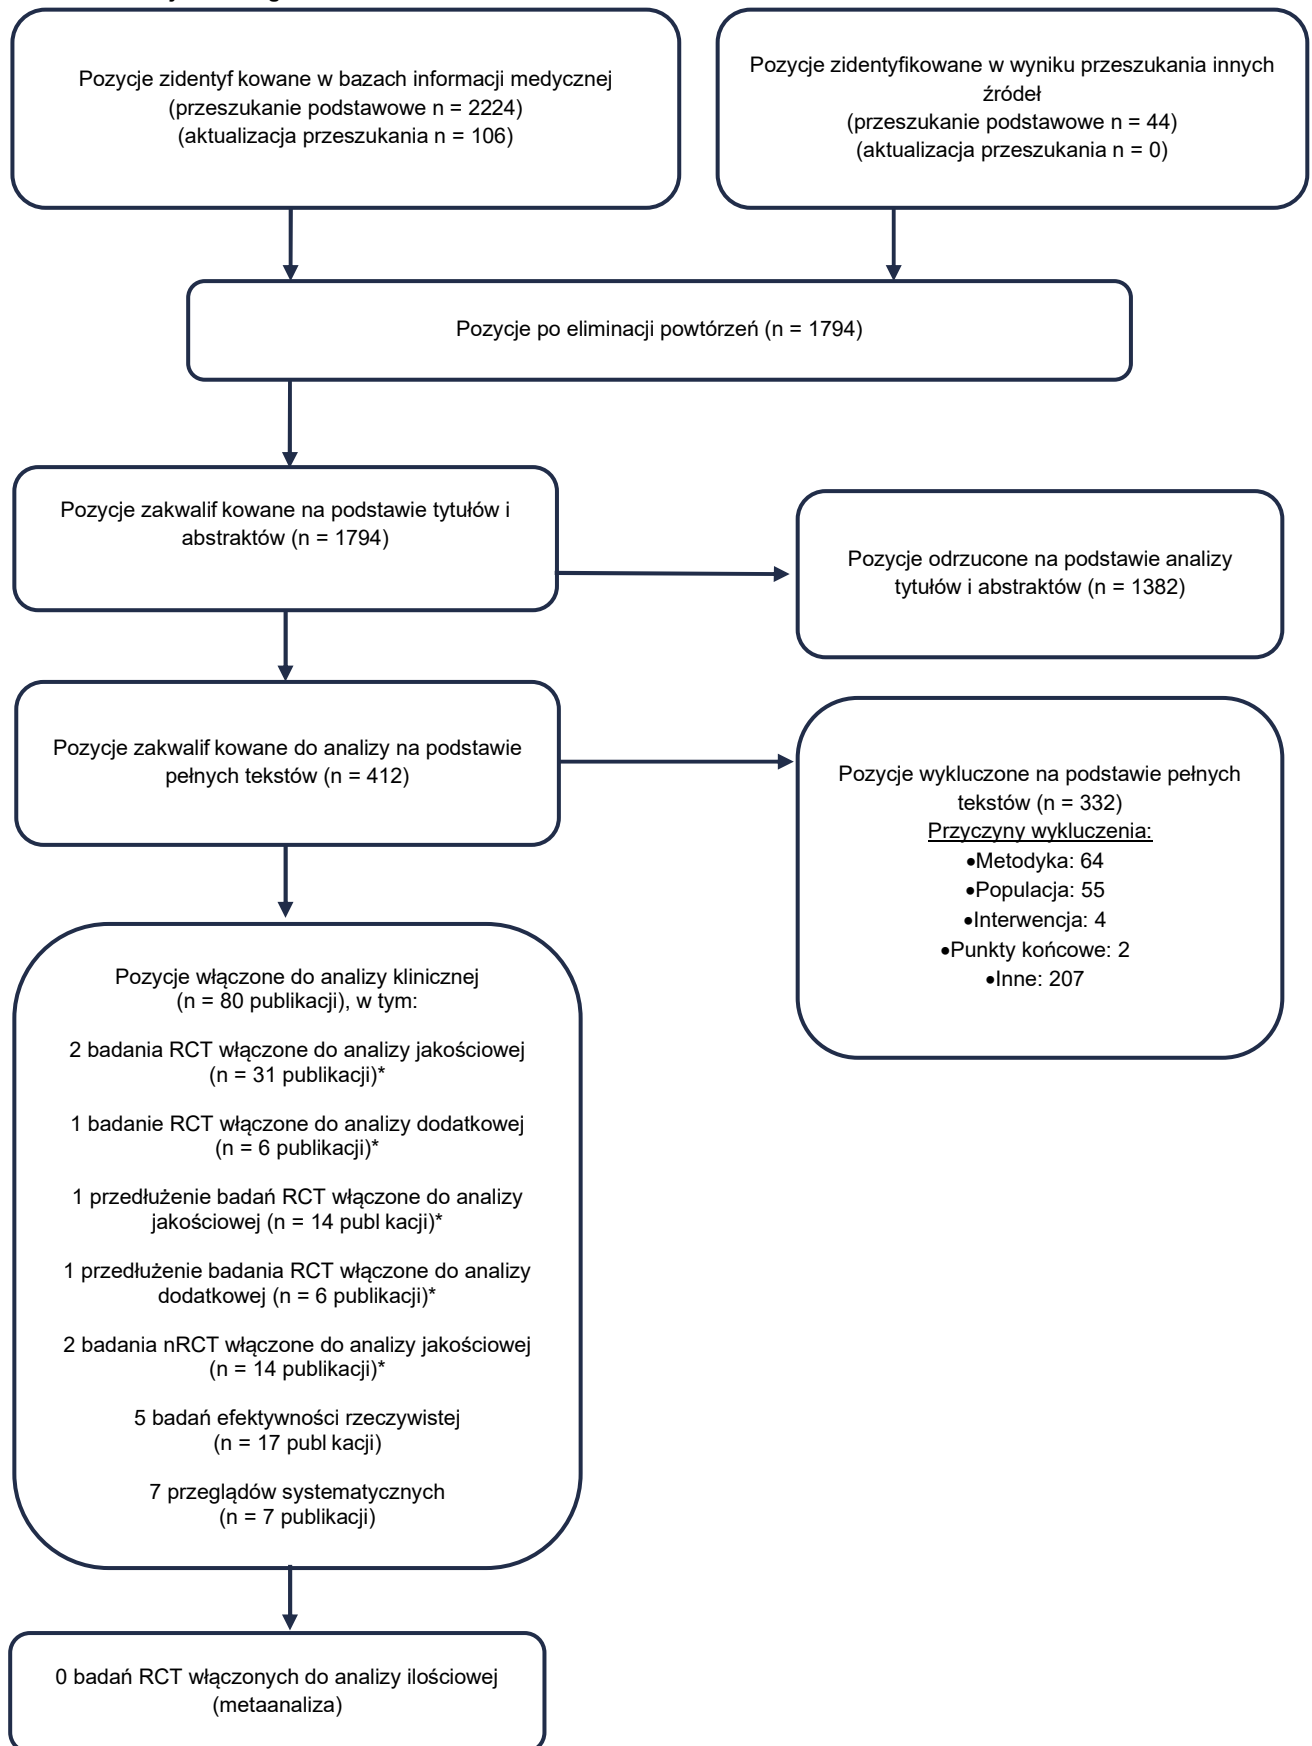 Pozycje zidentyf kowane w bazach informacji medycznej
(przeszukanie podstawowe n = 2224)
(aktualizacja przeszukania n = 106)
Pozycje zidentyfikowane w wyniku przeszukania innych
źródeł
(przeszukanie podstawowe n = 44)
(aktualizacja przeszukania n = 0)
Pozycje po eliminacji powtórzeń (n = 1794)
Pozycje zakwalif kowane na podstawie tytułów i
abstraktów (n = 1794)
Pozycje odrzucone na podstawie analizy
tytułów i abstraktów (n = 1382)
Pozycje zakwalif kowane do analizy na podstawie
pełnych tekstów (n = 412)
Pozycje wykluczone na podstawie pełnych
tekstów (n = 332)
Przyczyny wykluczenia:
•Metodyka: 64
•Populacja: 55
•Interwencja: 4
•Punkty końcowe: 2
•Inne: 207
Pozycje włączone do analizy klinicznej
(n = 80 publikacji), w tym:
2 badania RCT włączone do analizy jakościowej
(n = 31 publikacji)*
1 badanie RCT włączone do analizy dodatkowej
(n = 6 publikacji)*
1 przedłużenie badań RCT włączone do analizy
jakościowej (n = 14 publ kacji)*
1 przedłużenie badania RCT włączone do analizy
dodatkowej (n = 6 publikacji)*
2 badania nRCT włączone do analizy jakościowej
(n = 14 publikacji)*
5 badań efektywności rzeczywistej
(n = 17 publ kacji)
7 przeglądów systematycznych
(n = 7 publikacji)
0 badań RCT włączonych do analizy ilościowej
(metaanaliza)